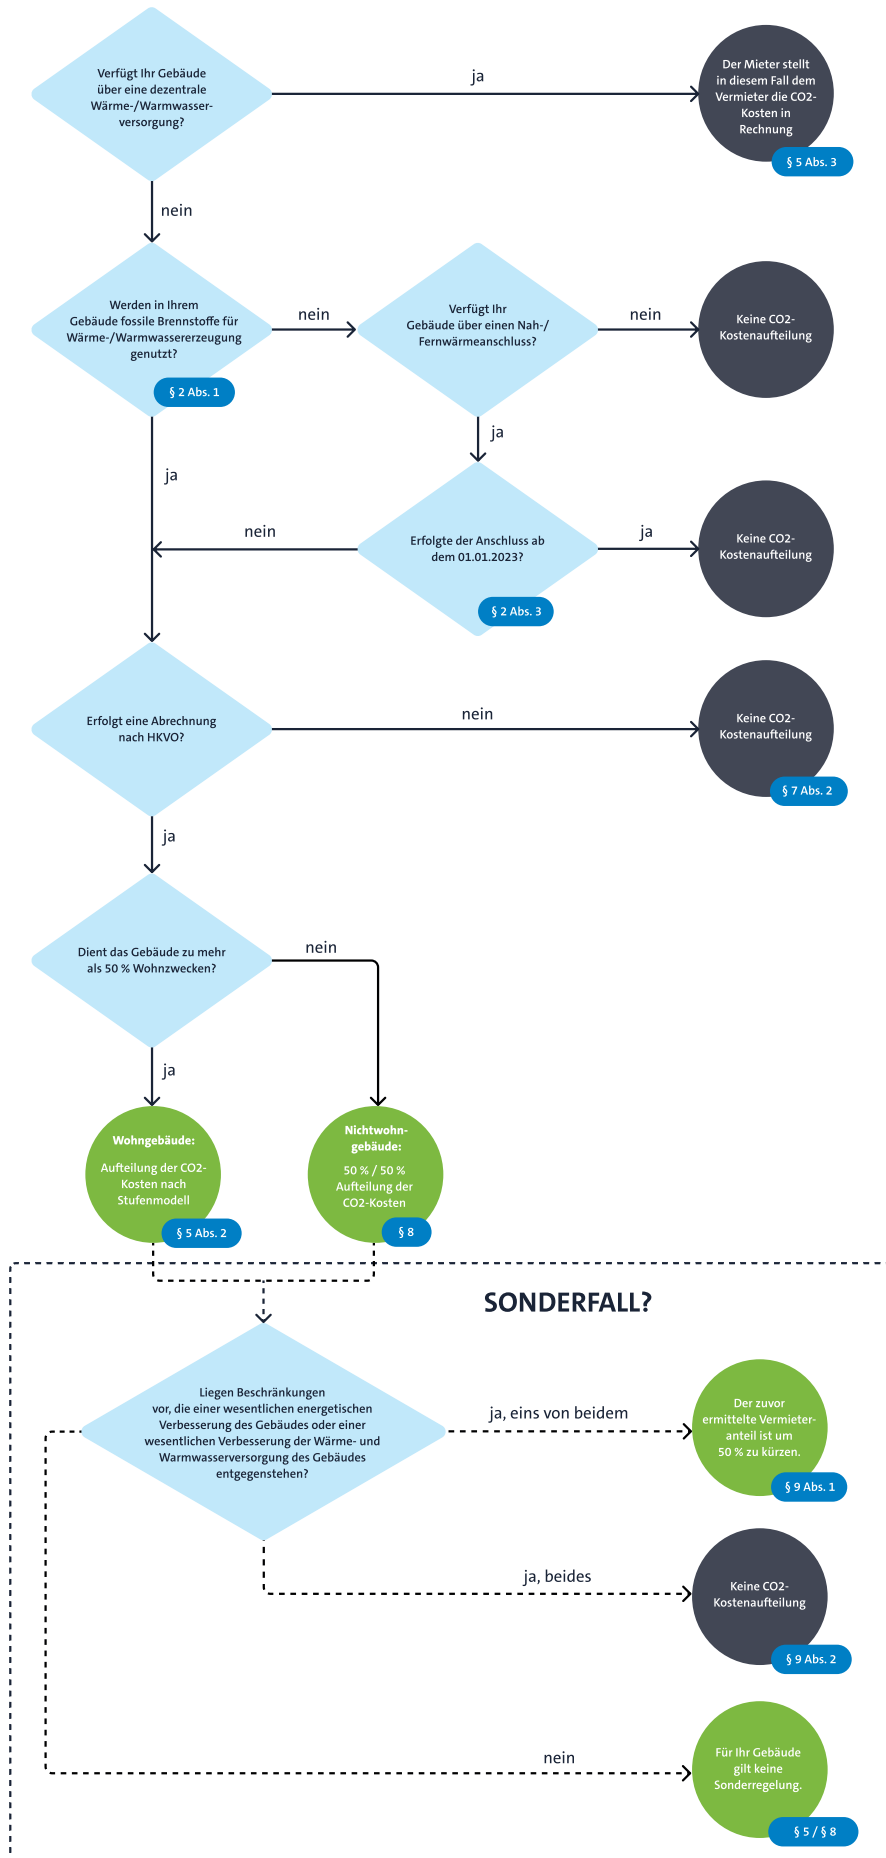 Verfügt Ihr Gebäude
über eine dezentrale
Wärme-/Warmwasser-
versorgung?
ja
Der Mieter stellt
in diesem Fall dem
Vermieter die CO2-
Kosten in
Rechnung
§ 5 Abs. 3
nein
Werden in Ihrem
Gebäude fossile Brennstoffe für
Wärme-/Warmwassererzeugung
genutzt?
§ 2 Abs. 1
nein
Verfügt Ihr
Gebäude über einen Nah-/
Fernwärmeanschluss?
nein
Keine CO2-
Kostenaufteilung
ja
ja
nein
Erfolgte der Anschluss ab
dem 01.01.2023?
§ 2 Abs. 3
ja
Keine CO2-
Kostenaufteilung
Erfolgt eine Abrechnung
nach HKVO?
nein
Keine CO2-
Kostenaufteilung
§ 7 Abs. 2
ja
Dient das Gebäude zu mehr
als 50 % Wohnzwecken?
nein
ja
Wohngebäude:
Aufteilung der CO2-
Kosten nach
Stufenmodell
§ 5 Abs. 2
Nichtwohn-
gebäude:
50 % / 50 %
Aufteilung der
CO2-Kosten
§ 8
SONDERFALL?
Liegen Beschränkungen
vor, die einer wesentlichen energetischen
Verbesserung des Gebäudes oder einer
wesentlichen Verbesserung der Wärme- und
Warmwasserversorgung des Gebäudes
entgegenstehen?
ja, eins von beidem
Der zuvor
ermittelte Vermieter-
anteil ist um
50 % zu kürzen.
§ 9 Abs. 1
ja, beides
Keine CO2-
Kostenaufteilung
§ 9 Abs. 2
nein
Für Ihr Gebäude
gilt keine
Sonderregelung.
§ 5 / § 8